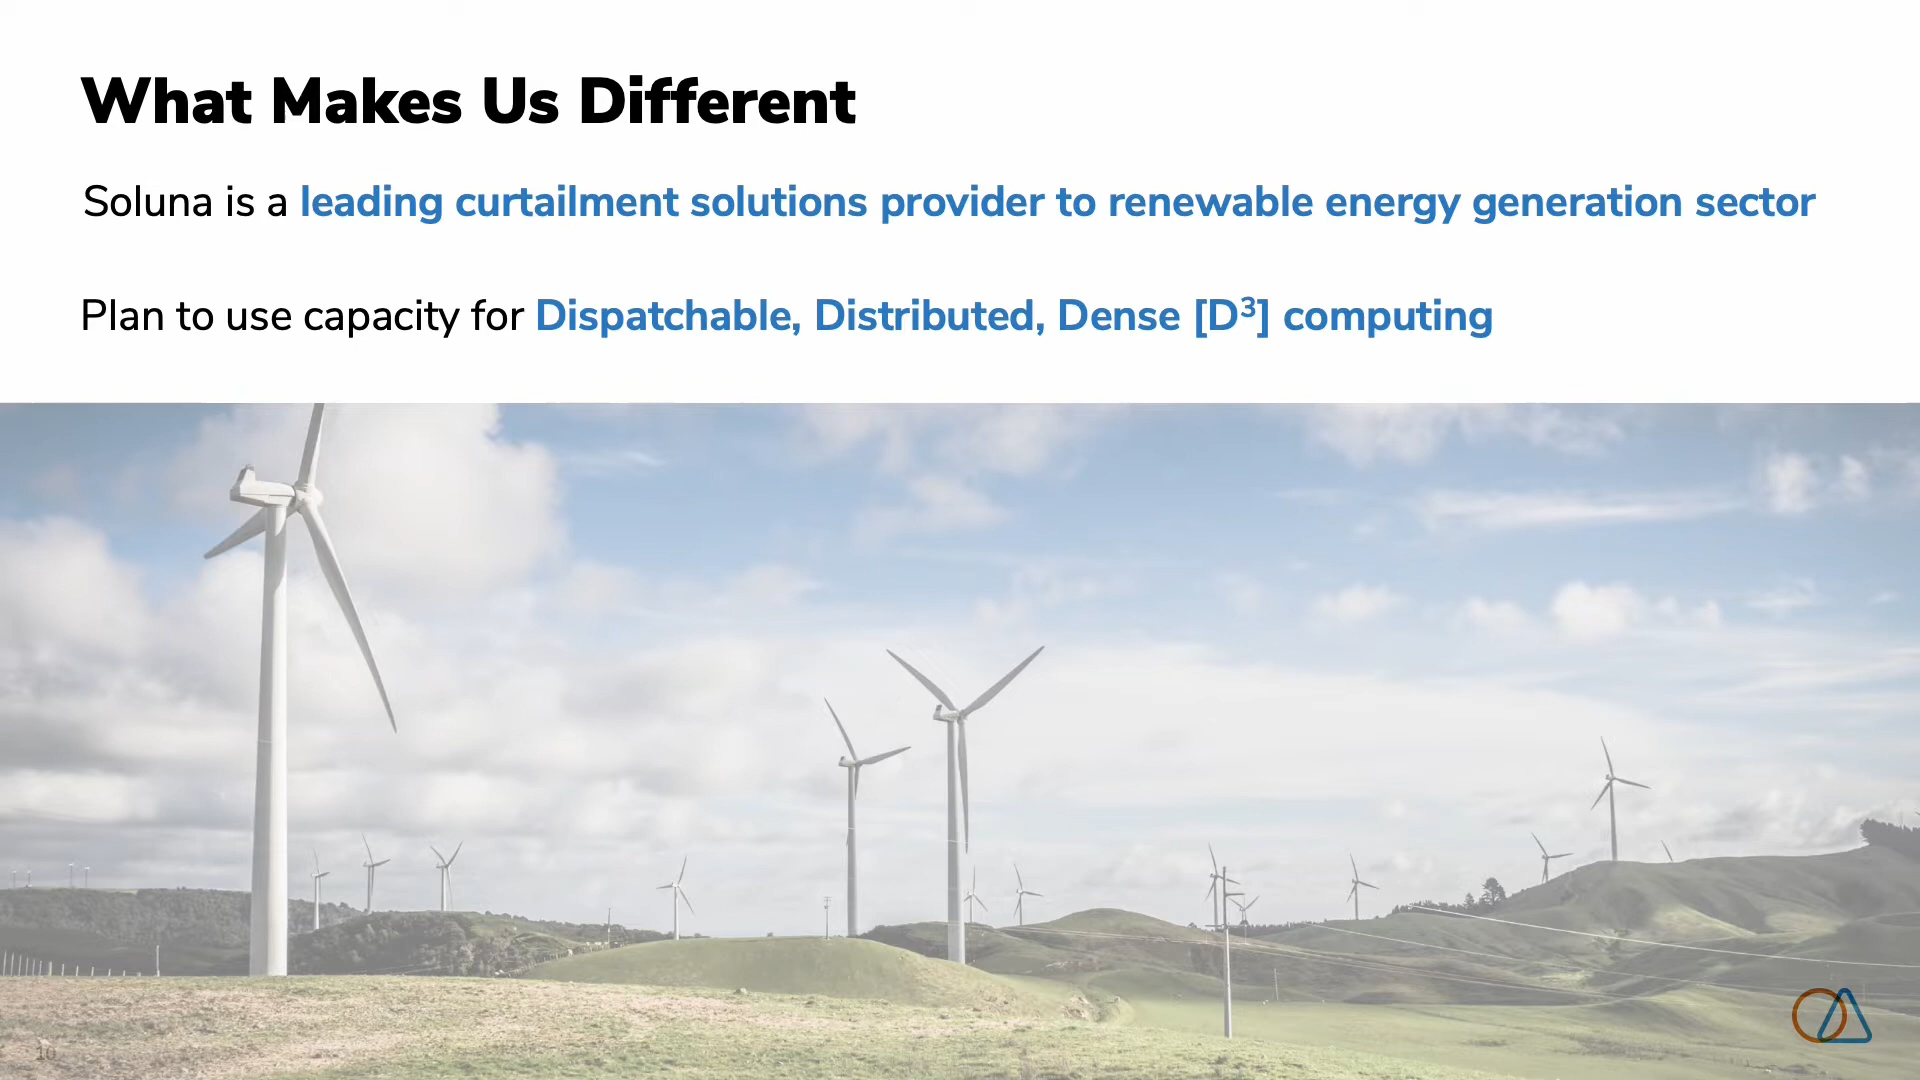 What Makes Us Different
Soluna is a leading curtailment solutions provider to renewable energy generation sector
Plan to use capacity for Dispatchable, Distributed, Dense [D³] computing
10